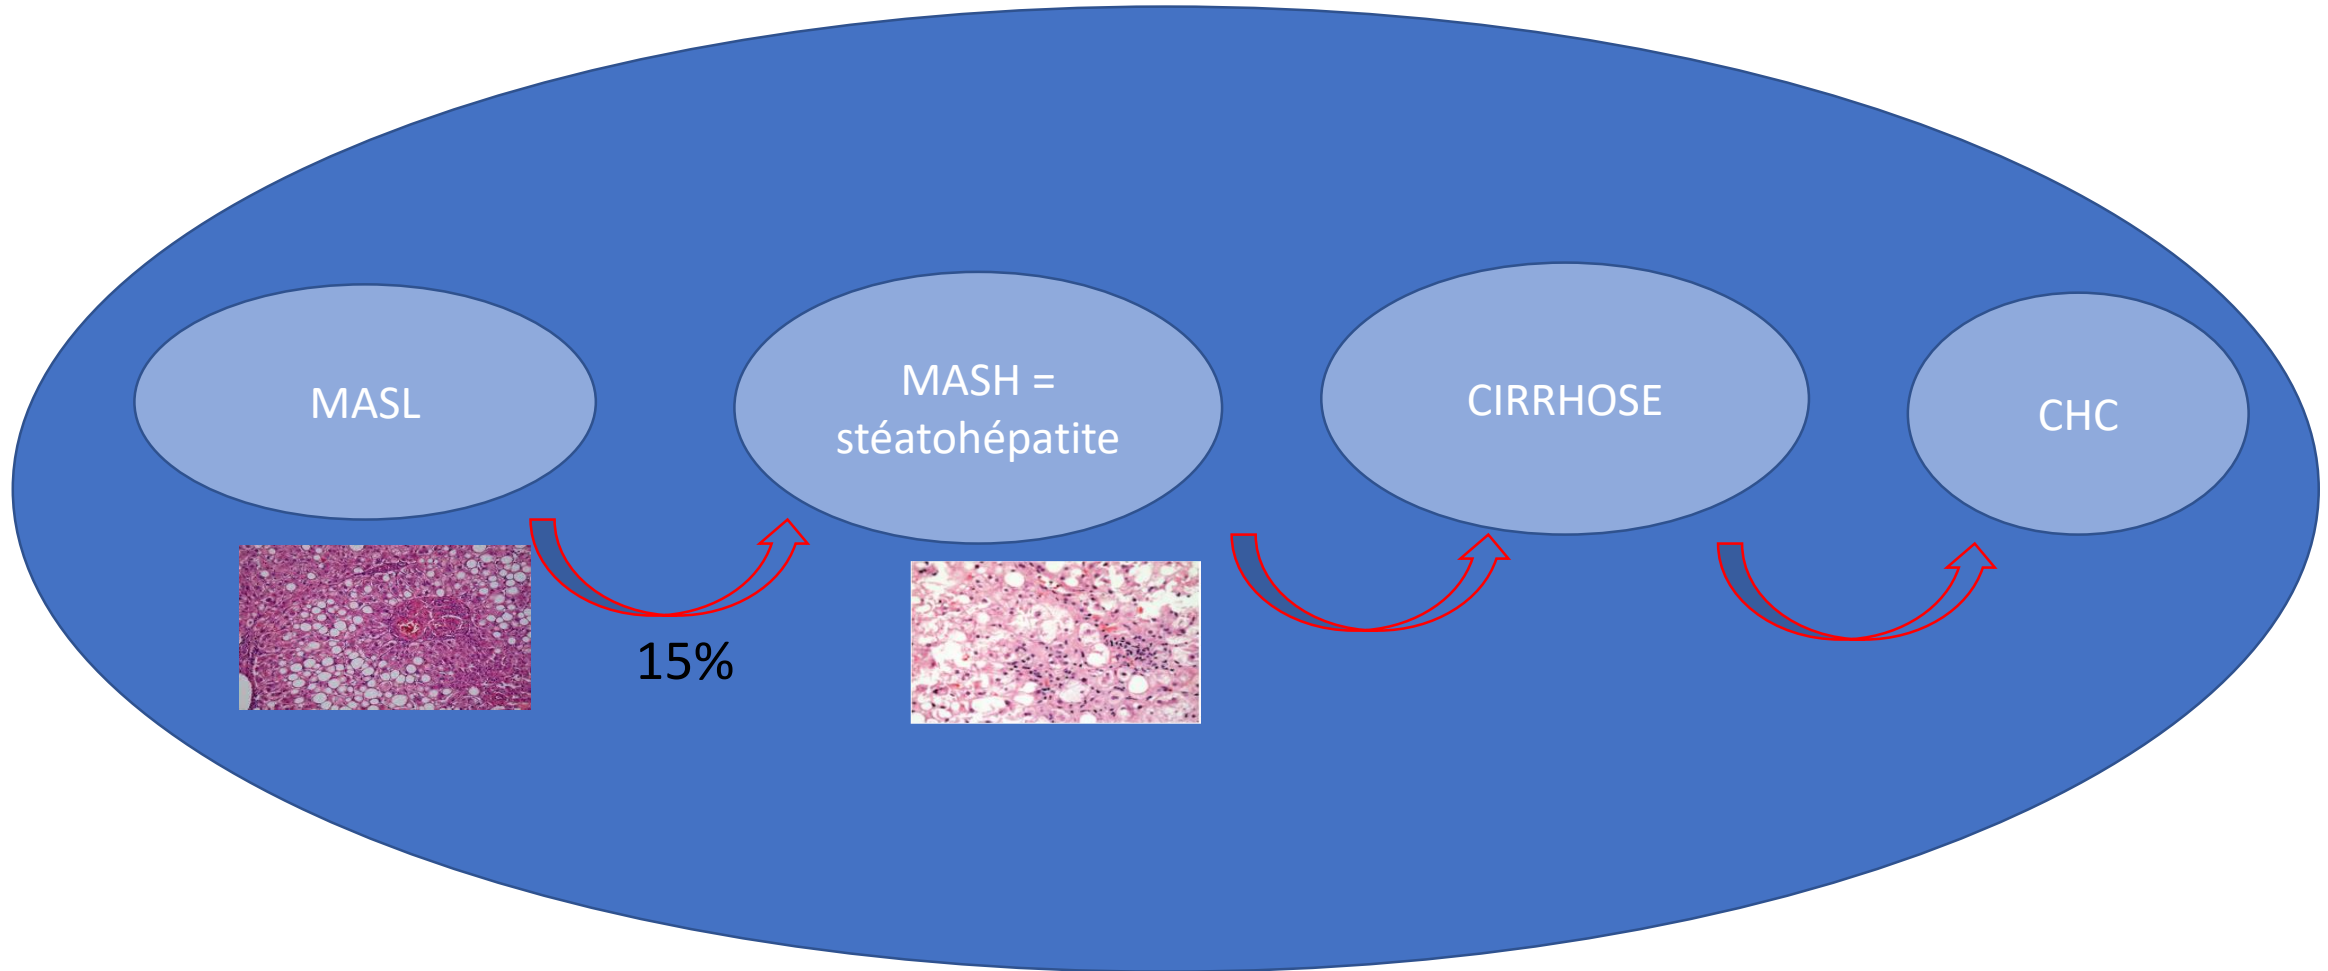 MASL
MASH =
stéatohépatite
CIRRHOSE
CHC
15%